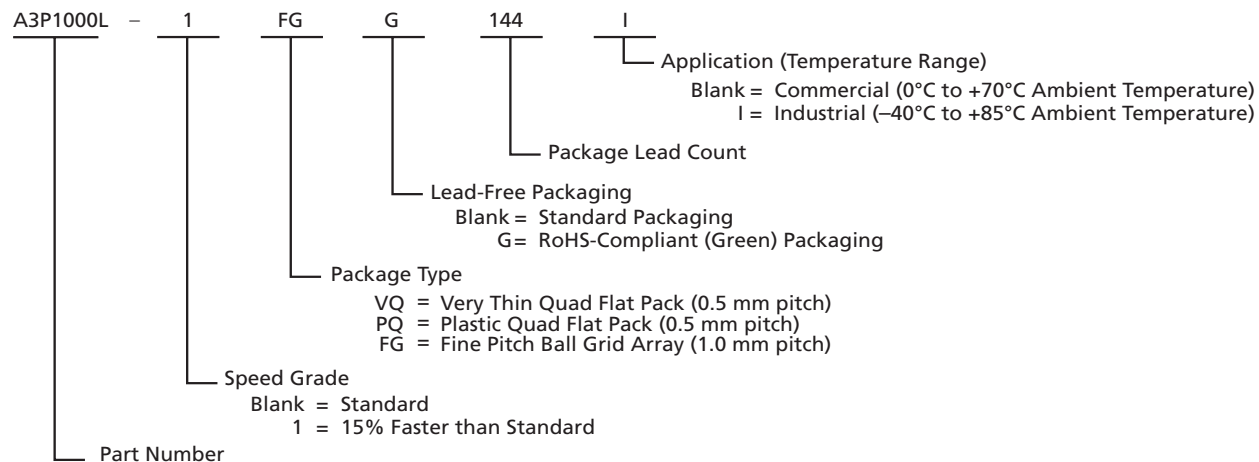 A3P1000L – 1 FG G 144 I
Application (Temperature Range)
Blank = Commercial (0°C to +70°C Ambient Temperature)
I = Industrial (–40°C to +85°C Ambient Temperature)
Package Lead Count
Lead-Free Packaging
Blank = Standard Packaging
G= RoHS-Compliant (Green) Packaging
Package Type
VQ = Very Thin Quad Flat Pack (0.5 mm pitch)
PQ = Plastic Quad Flat Pack (0.5 mm pitch)
FG = Fine Pitch Ball Grid Array (1.0 mm pitch)
Speed Grade
Blank = Standard
1 = 15% Faster than Standard
Part Number